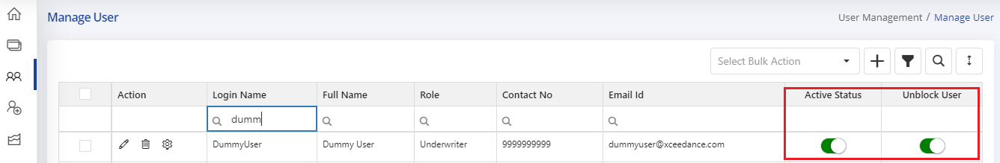 Manage User
User Management / Manage User
Select Bulk Action
Action Login Name Full Name Role Contact No Email Id Active Status Unblock User
dumm
DummyUser Dummy User Underwriter 9999999999 dummyuser@xceedance.com